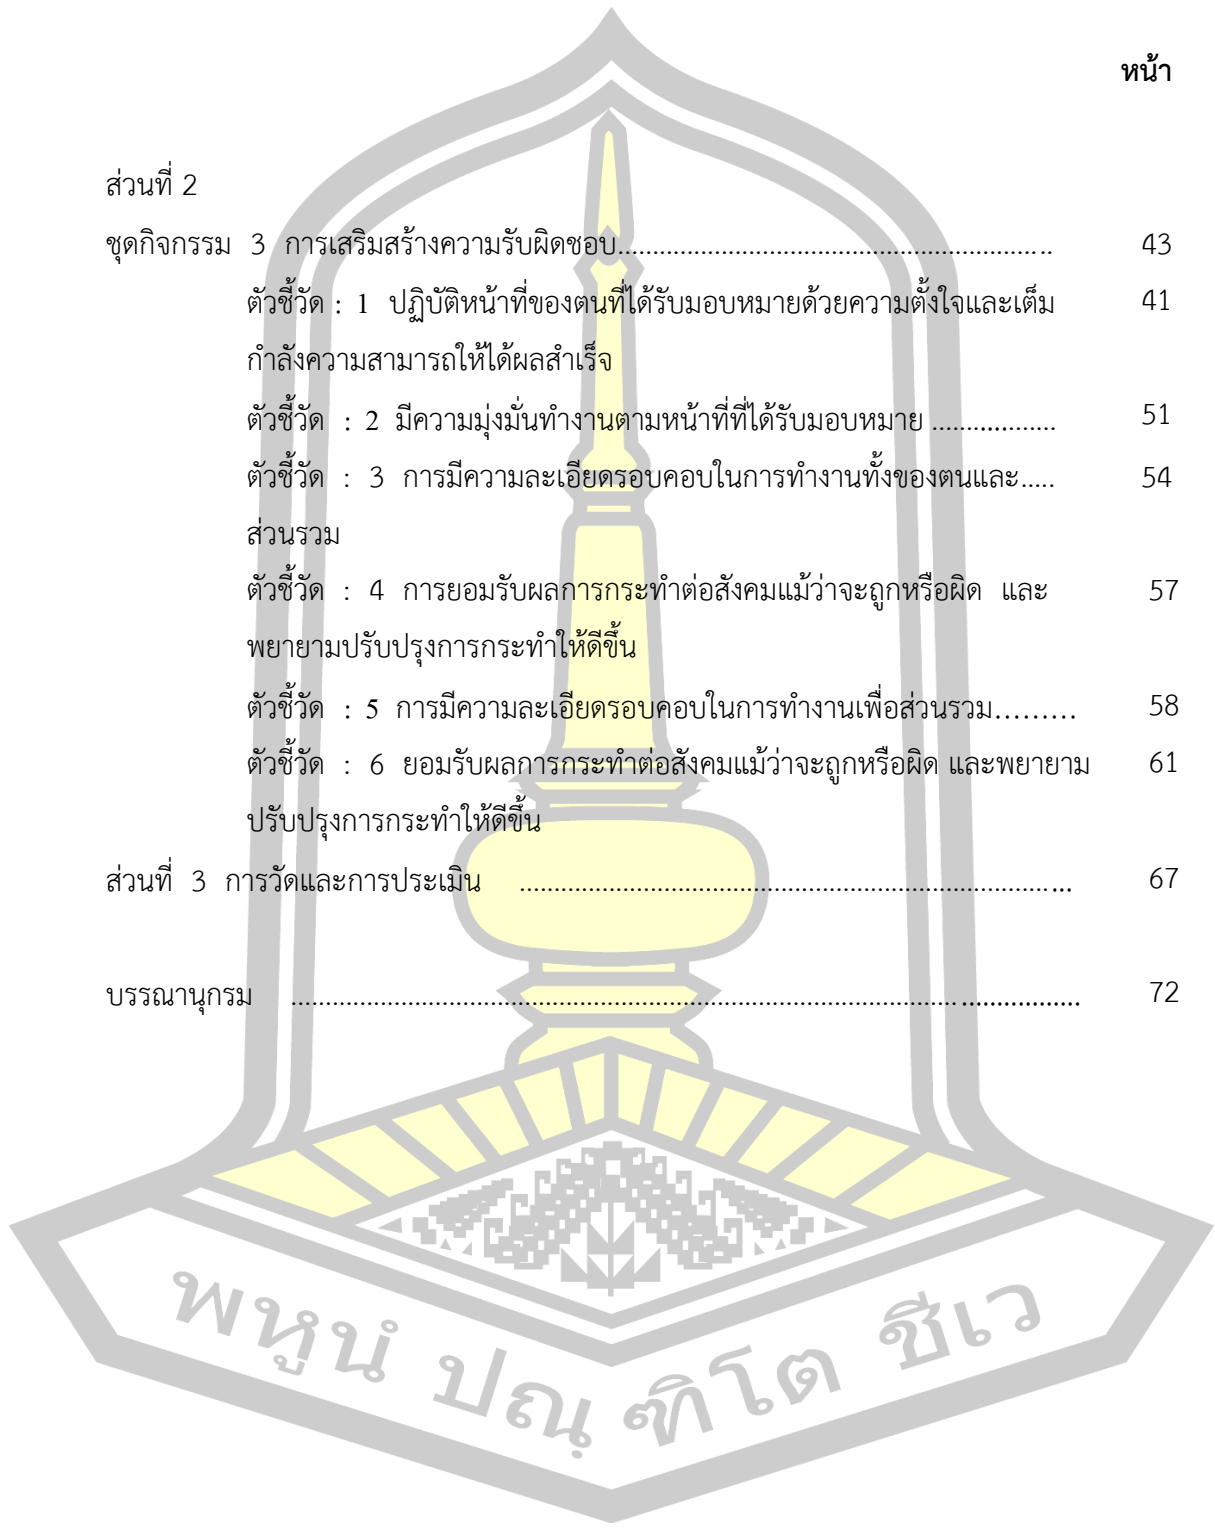 หน้า
ส่วนที่ 2
ชุดกิจกรรม 3 การเสริมสร้างความรับผิดชอบ............................................................... 43
ตัวชี้วัด : 1 ปฏิบัติหน้าที่ของตนที่ได้รับมอบหมายด้วยความตั้งใจและเต็ม 41
กำลังความสามารถให้ได้ผลสำเร็จ
ตัวชี้วัด : 2 มีความมุ่งมั่นทำงานตามหน้าที่ที่ได้รับมอบหมาย .................. 51
ตัวชี้วัด : 3 การมีความละเอียดรอบคอบในการทำงานทั้งของตนและ..... 54
ส่วนรวม
ตัวชี้วัด : 4 การยอมรับผลการกระทำต่อสังคมแม้ว่าจะถูกหรือผิด และ 57
พยายามปรับปรุงการกระทำให้ดีขึ้น
ตัวชี้วัด : 5 การมีความละเอียดรอบคอบในการทำงานเพื่อส่วนรวม......... 58
ตัวชี้วัด : 6 ยอมรับผลการกระทำต่อสังคมแม้ว่าจะถูกหรือผิด และพยายาม 61
ปรับปรุงการกระทำให้ดีขึ้น
ส่วนที่ 3 การวัดและการประเมิน ................................................................................ 67
บรรณานุกรม .................................................................................................................. 72
พหูนํ ปณฺ ฑิโต ชีเว